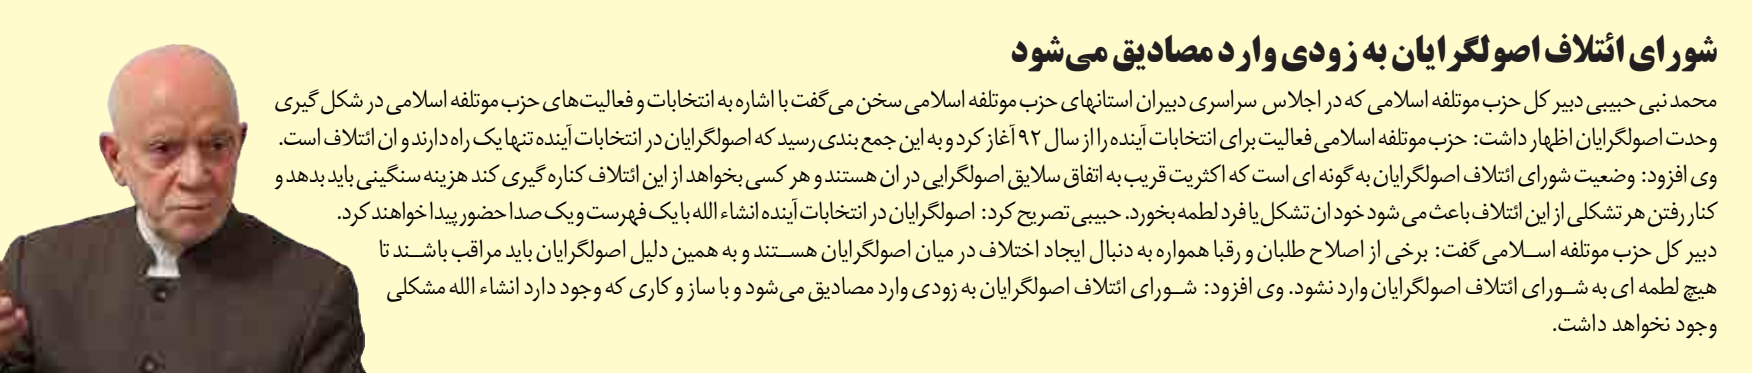 شورای ائتلاف اصولگرایان به زودی وارد مصادیق می‌شود
محمد نبی حبیبی دبیر کل حزب موتلفه اسلامی که در اجلاس سراسری دبیران استانهای حزب موتلفه اسلامی سخن می‌گفت با اشاره به انتخابات و فعالیت‌های حزب موتلفه اسلامی در شکل گیری
وحدت اصولگرایان اظهار داشت: حزب موتلفه اسلامی فعالیت برای انتخابات آینده را از سال ۹۲ آغاز کرد و به این جمع بندی رسید که اصولگرایان در انتخابات آینده تنها یک راه دارند و ان ائتلاف است.
وی افزود: وضعیت شورای ائتلاف اصولگرایان به گونه ای است که اکثریت قریب به اتفاق سلایق اصولگرایی در ان هستند و هر کسی بخواهد از این ائتلاف کناره گیری کند هزینه سنگینی باید بدهد و
کنار رفتن هر تشکلی از این ائتلاف باعث می شود خود ان تشکل یا فرد لطمه بخورد. حبیبی تصریح کرد: اصولگرایان در انتخابات آینده انشاء الله با یک فهرست و یک صدا حضور پیدا خواهند کرد.
دبیر کل حزب موتلفه اسلامی گفت: برخی از اصلاح طلبان و رقبا همواره به دنبال ایجاد اختلاف در میان اصولگرایان هستند و به همین دلیل اصولگرایان باید مراقب باشند تا
هیچ لطمه ای به شورای ائتلاف اصولگرایان وارد نشود. وی افزود: شورای ائتلاف اصولگرایان به زودی وارد مصادیق می‌شود و با ساز و کاری که وجود دارد انشاء الله مشکلی
وجود نخواهد داشت.